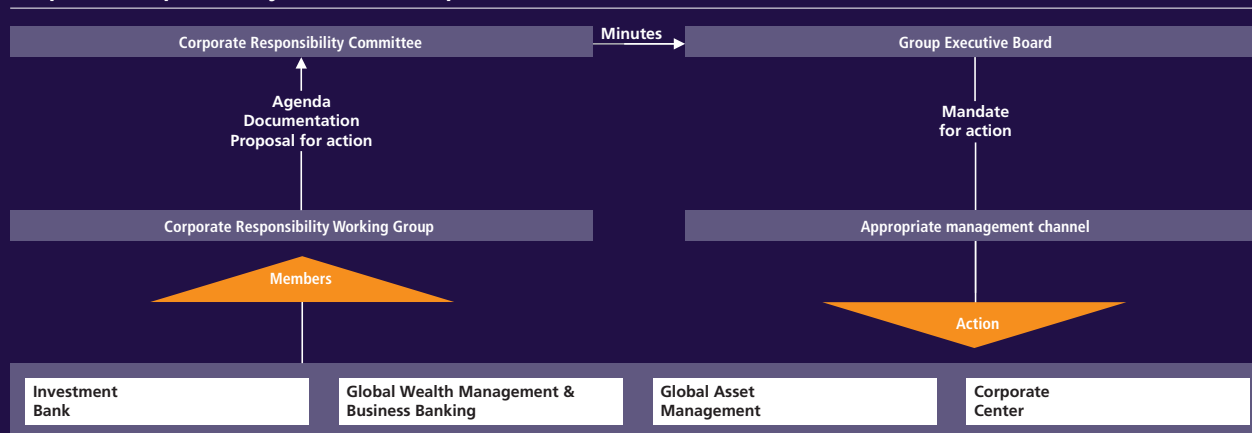 Corporate Responsibility Committee
Minutes
Group Executive Board
Agenda
Documentation
Proposal for action
Mandate
for action
Corporate Responsibility Working Group
Appropriate management channel
Members
Action
Investment
Bank
Global Wealth Management &
Business Banking
Global Asset
Management
Corporate
Center